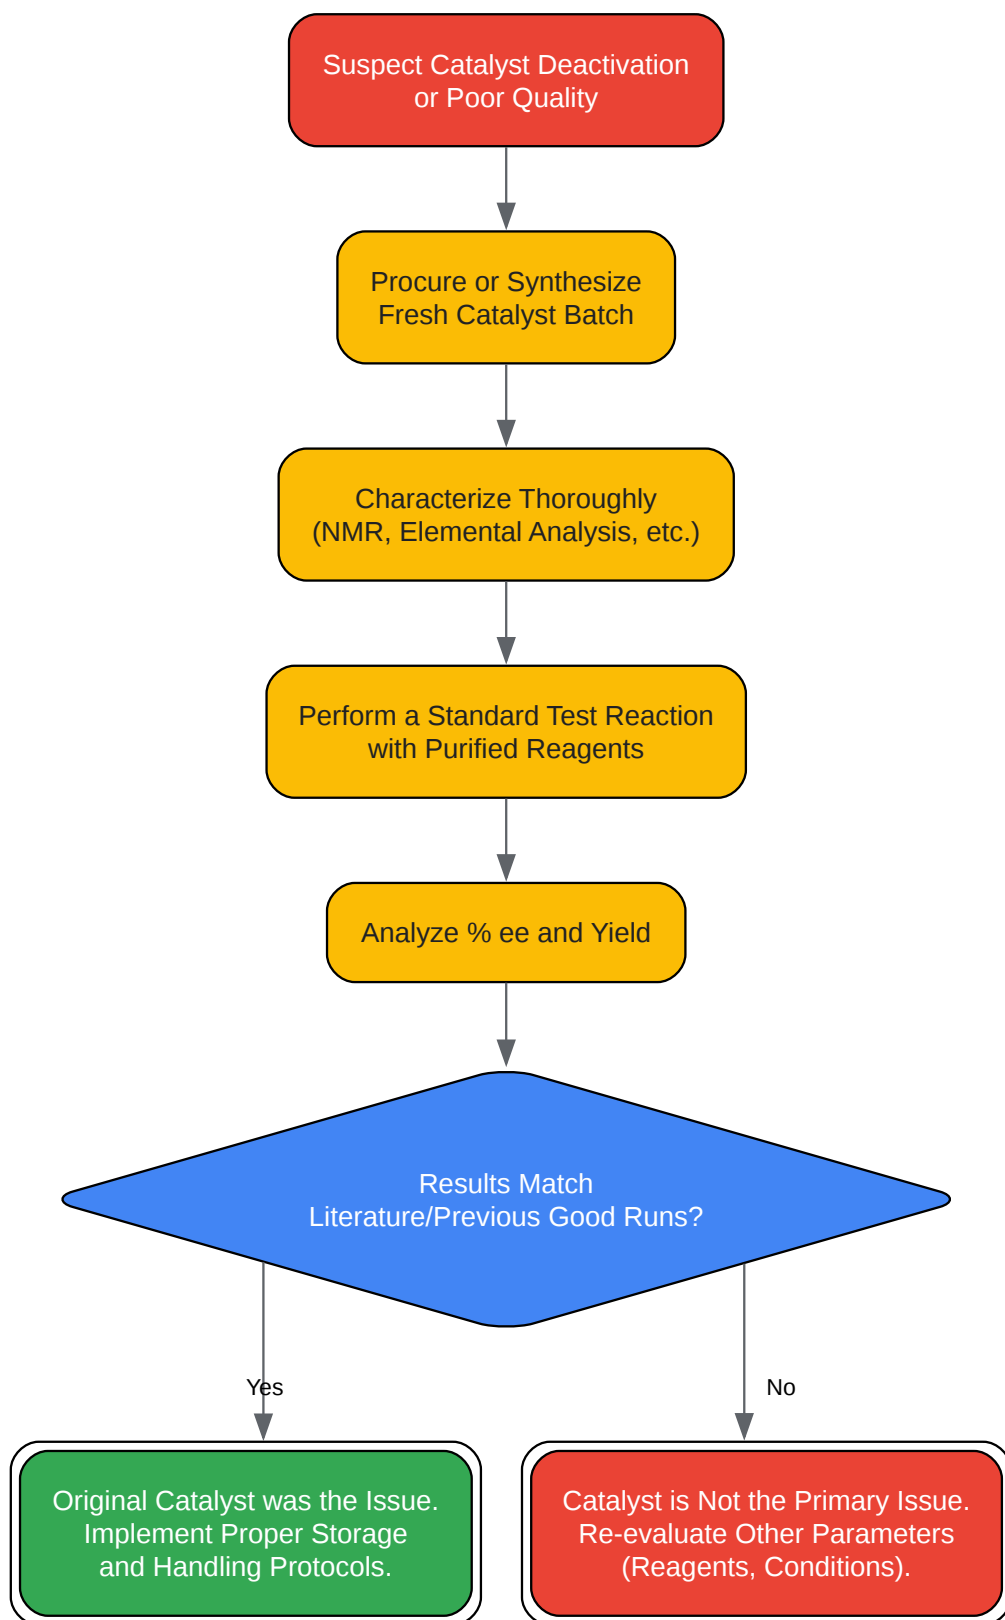 Suspect Catalyst Deactivation
or Poor Quality
Procure or Synthesize
Fresh Catalyst Batch
Characterize Thoroughly
(NMR, Elemental Analysis, etc.)
Perform a Standard Test Reaction
with Purified Reagents
Analyze % ee and Yield
Results Match
Literature/Previous Good Runs?
Yes
No
Original Catalyst was the Issue.
Implement Proper Storage
and Handling Protocols.
Catalyst is Not the Primary Issue.
Re-evaluate Other Parameters
(Reagents, Conditions).